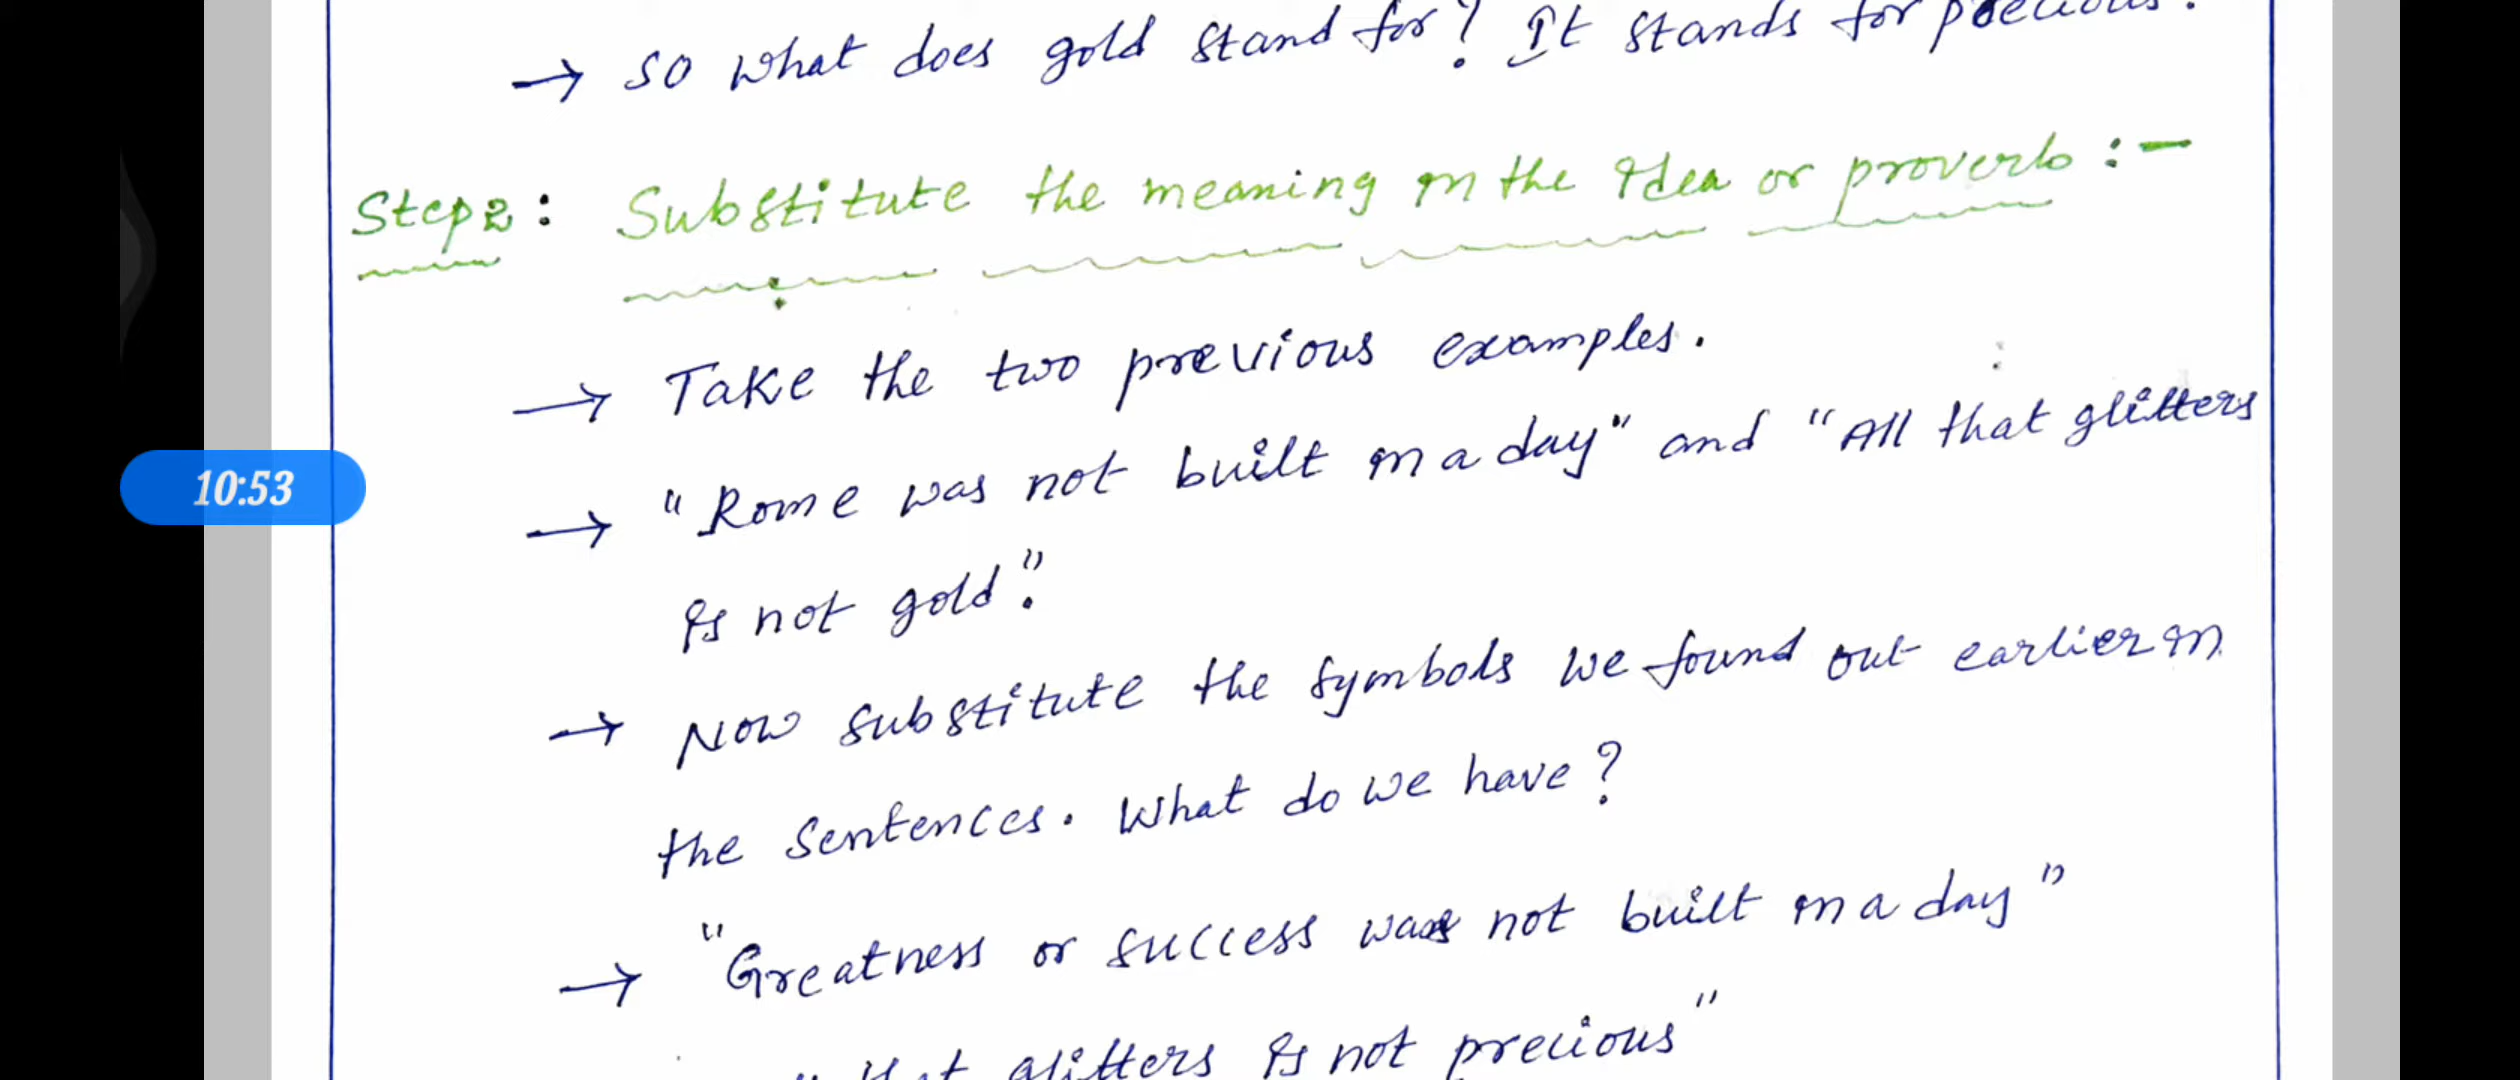 → so what does gold stand for? It stands for precious.
Step 2: Substitute the meaning in the Idea or proverb :-
→ Take the two previous examples.
→ "Rome was not built in a day" and "All that glitters
10:53
is not gold."
→ Now substitute the symbols we found out earlier in
the sentences. What do we have?
→ "Greatness or success was not built in a day"
that glitters is not precious"